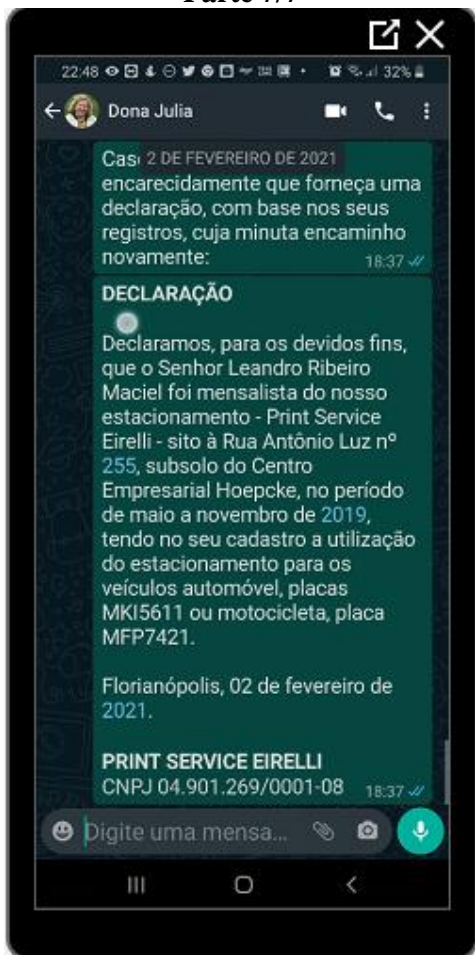 22:48 32%
Dona Julia
2 DE FEVEREIRO DE 2021
encarecidamente que forneça uma
declaração, com base nos seus
registros, cuja minuta encaminho
novamente: 18:37
DECLARAÇÃO
Declaramos, para os devidos fins,
que o Senhor Leandro Ribeiro
Maciel foi mensalista do nosso
estacionamento - Print Service
Eirelli - sito à Rua Antônio Luz nº
255, subsolo do Centro
Empresarial Hoepcke, no período
de maio a novembro de 2019,
tendo no seu cadastro a utilização
do estacionamento para os
veículos automóvel, placas
MKI5611 ou motocicleta, placa
MFP7421.
Florianópolis, 02 de fevereiro de
2021.
PRINT SERVICE EIRELLI
CNPJ 04.901.269/0001-08 18:37
Digite uma mensa...